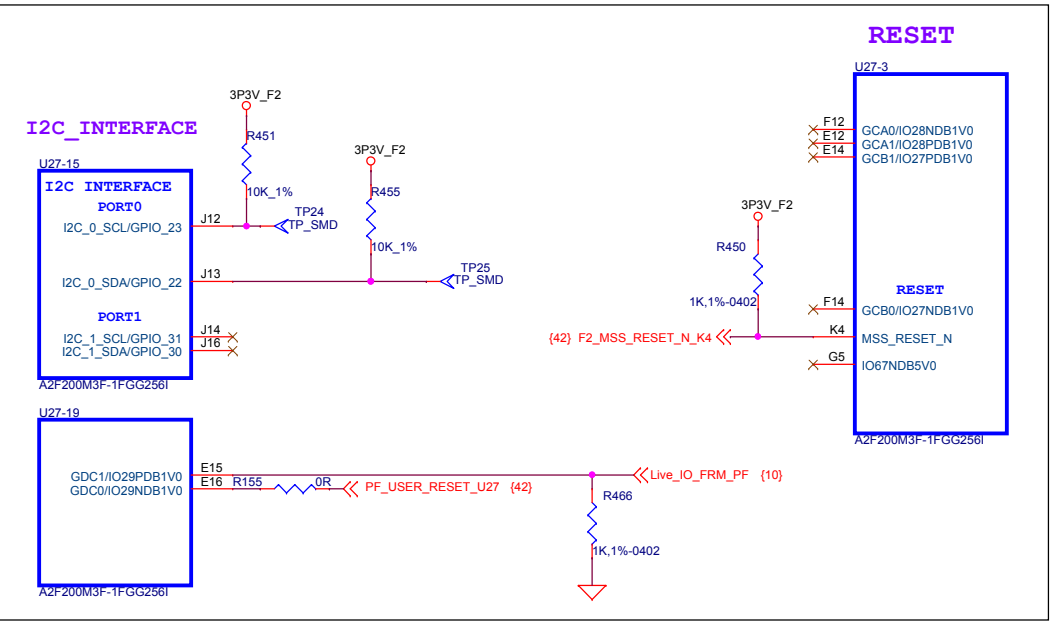 RESET
U27-3
3P3V_F2
I2C_INTERFACE
R451
3P3V_F2
U27-15
I2C INTERFACE
PORT0
10K_1%
R455
I2C_0_SCL/GPIO_23
J12
TP24
TP_SMD
10K_1%
I2C_0_SDA/GPIO_22
J13
TP25
TP_SMD
PORT1
I2C_1_SCL/GPIO_31
J14
I2C_1_SDA/GPIO_30
J16
A2F200M3F-1FGG256I
F12
GCA0/IO28NDB1V0
E12
GCA1/IO28PDB1V0
E14
GCB1/IO27PDB1V0
3P3V_F2
R450
1K,1%-0402
RESET
F14
GCB0/IO27NDB1V0
{42} F2_MSS_RESET_N_K4
K4
MSS_RESET_N
G5
IO67NDB5V0
A2F200M3F-1FGG256I
U27-19
GDC1/IO29PDB1V0
E15
GDC0/IO29NDB1V0
E16
R155
0R
PF_USER_RESET_U27 {42}
Live_IO_FRM_PF {10}
R466
1K,1%-0402
A2F200M3F-1FGG256I